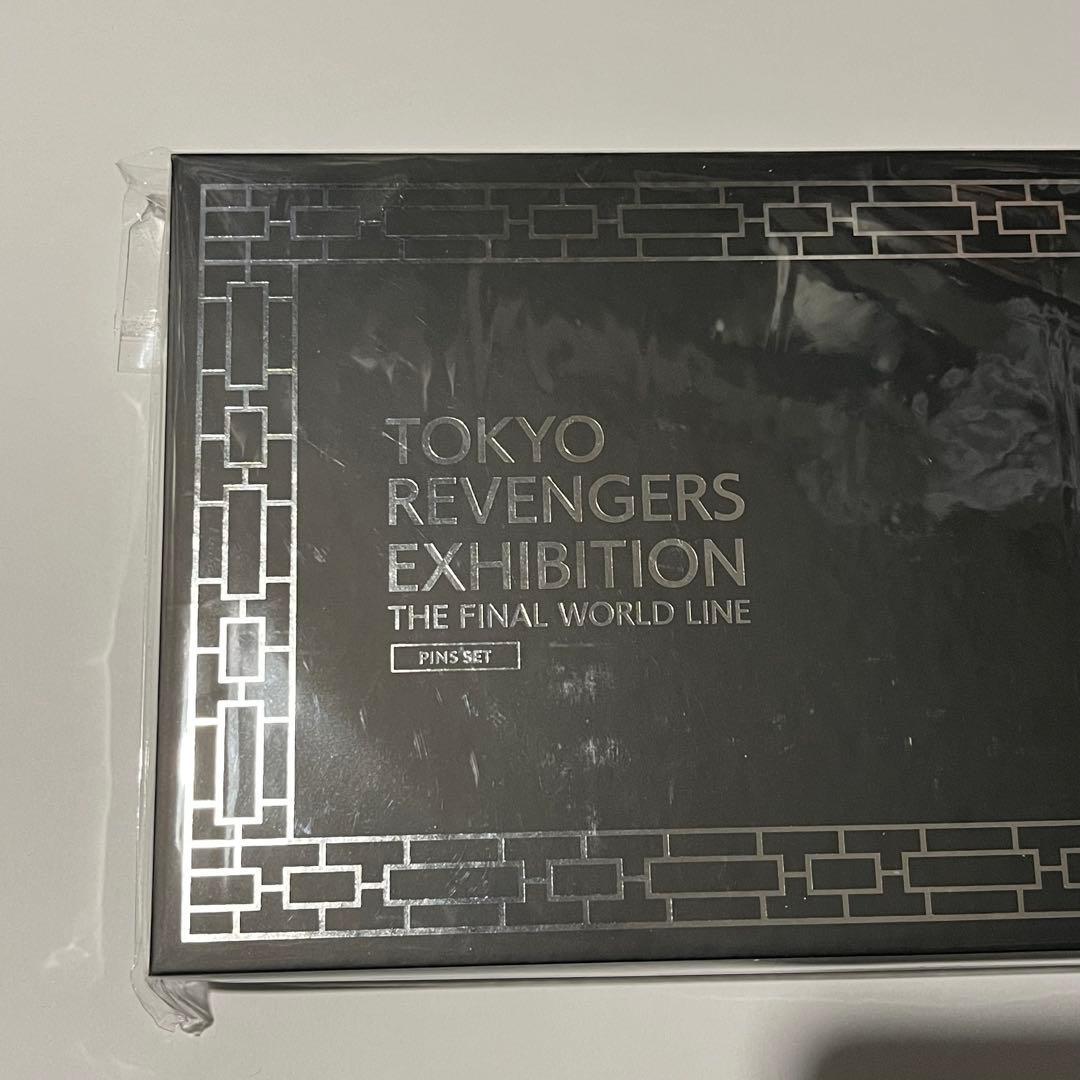 TOKYO
REVENGERS
EXHIBITION
THE FINAL WORLD LINE
PINS SET